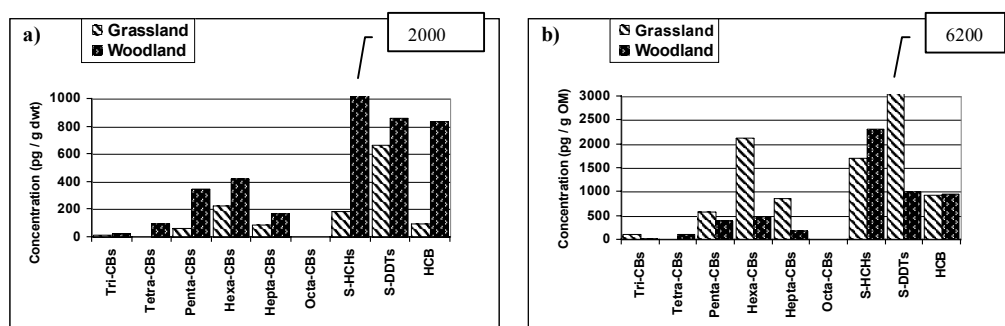 a)
Grassland
Woodland
2000
Concentration (pg / g dwt)
1000
800
600
400
200
0
Tri-CBs
Tetra-CBs
Penta-CBs
Hexa-CBs
Hepta-CBs
Octa-CBs
S-HCHs
S-DDTs
HCB
b)
Grassland
Woodland
6200
Concentration (pg / g OM)
3000
2500
2000
1500
1000
500
0
Tri-CBs
Tetra-CBs
Penta-CBs
Hexa-CBs
Hepta-CBs
Octa-CBs
S-HCHs
S-DDTs
HCB